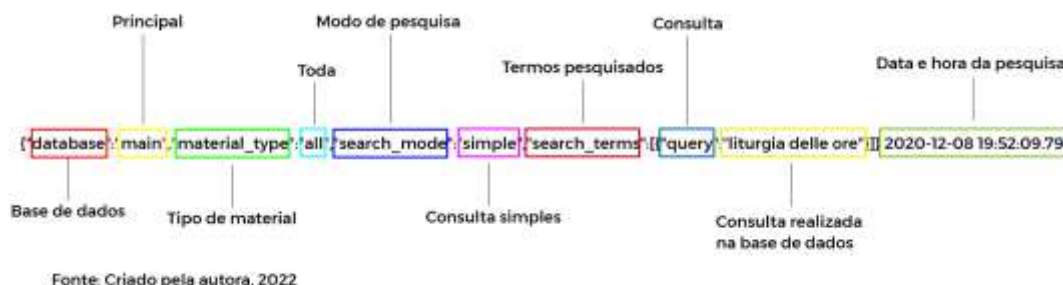 Principal
Modo de pesquisa
Consulta
Toda
Termos pesquisados
Data e hora da pesquisa
{"database":"main","material_type":"all","search_mode":"simple","search_terms":[{"query":"liturgia delle ore"}]} 2020-12-08 19:52:09.79
Base de dados
Tipo de material
Consulta simples
Consulta realizada
na base de dados
Fonte: Criado pela autora, 2022